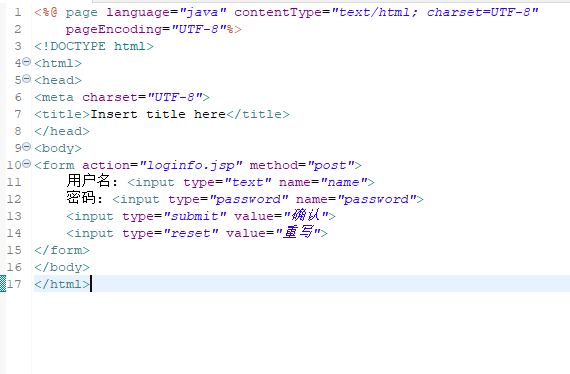 1 <%@ page language="java" contentType="text/html; charset=UTF-8"
2     pageEncoding="UTF-8"%>
3 <!DOCTYPE html>
4 <html>
5 <head>
6 <meta charset="UTF-8">
7 <title>Insert title here</title>
8 </head>
9 <body>
10 <form action="loginfo.jsp" method="post">
11     用户名：<input type="text" name="name">
12     密码：<input type="password" name="password">
13     <input type="submit" value="确认">
14     <input type="reset" value="重写">
15 </form>
16 </body>
17 </html>